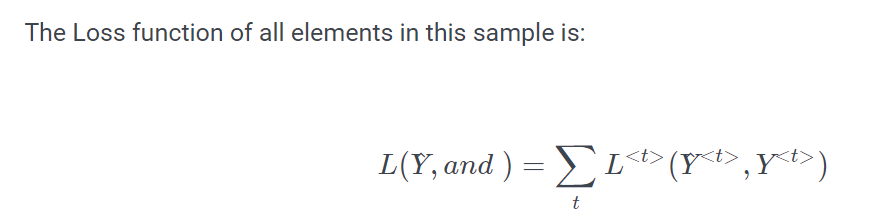 The Loss function of all elements in this sample is:
L(Ŷ, and ) = ∑ L<t>(Ŷ<t>, Y<t>)
t